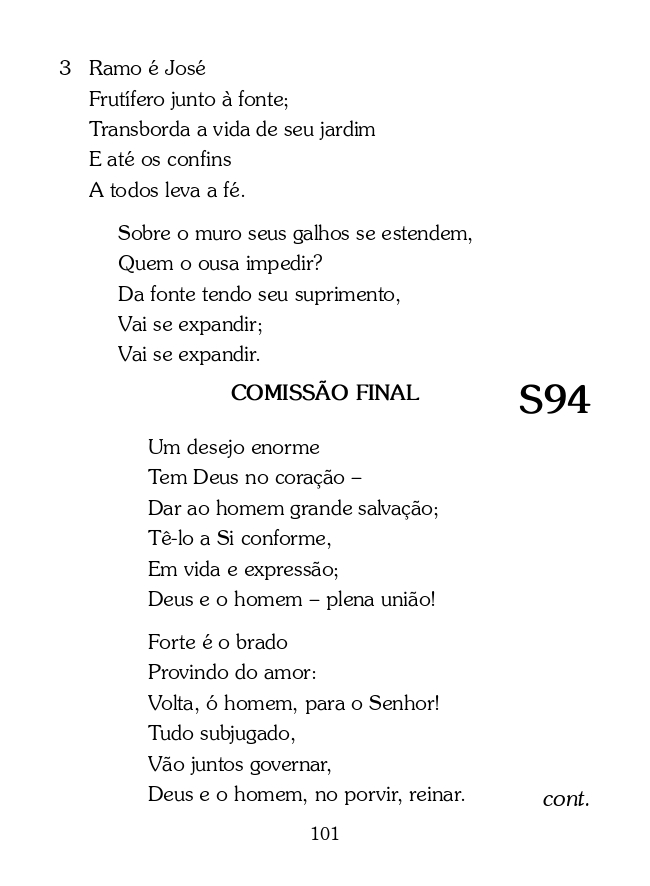 3 Ramo é José
Frutífero junto à fonte;
Transborda a vida de seu jardim
E até os confins
A todos leva a fé.
Sobre o muro seus galhos se estendem,
Quem o ousa impedir?
Da fonte tendo seu suprimento,
Vai se expandir;
Vai se expandir.
COMISSÃO FINAL S94
Um desejo enorme
Tem Deus no coração –
Dar ao homem grande salvação;
Tê-lo a Si conforme,
Em vida e expressão;
Deus e o homem – plena união!
Forte é o brado
Provindo do amor:
Volta, ó homem, para o Senhor!
Tudo subjugado,
Vão juntos governar,
Deus e o homem, no porvir, reinar.
cont.
101